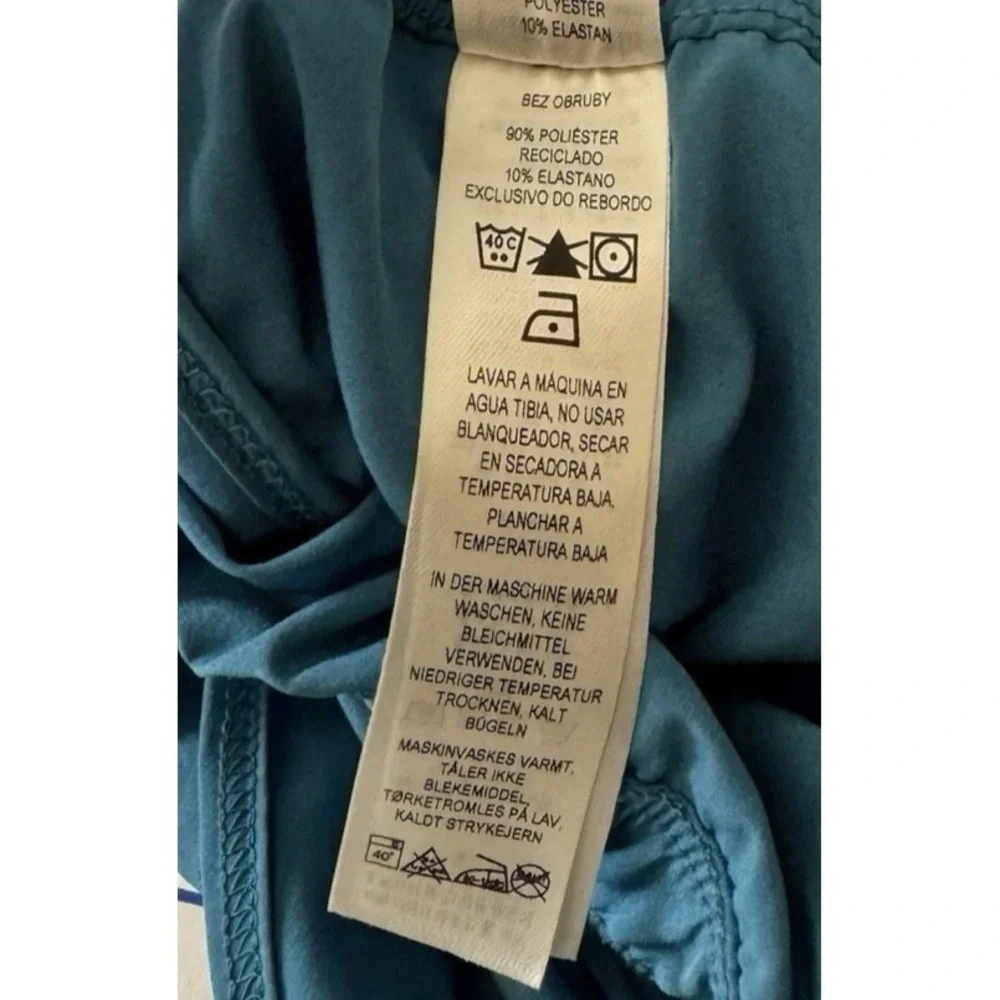 POLYESTER
10% ELASTAN
BEZ OBRUBY
90% POLIÉSTER
RECICLADO
10% ELASTANO
EXCLUSIVO DO REBORDO
40C
LAVAR A MÁQUINA EN
AGUA TIBIA, NO USAR
BLANQUEADOR, SECAR
EN SECADORA A
TEMPERATURA BAJA,
PLANCHAR A
TEMPERATURA BAJA
IN DER MASCHINE WARM
WASCHEN, KEINE
BLEICHMITTEL
VERWENDEN, BEI
NIEDRIGER TEMPERATUR
TROCKNEN, KALT
BÜGELN
MASKINVASKES VARMT,
TÅLER IKKE
BLEKEMIDDEL,
TØRKETROMLES PÅ LAV,
KALDT STRYKEJERN
40°